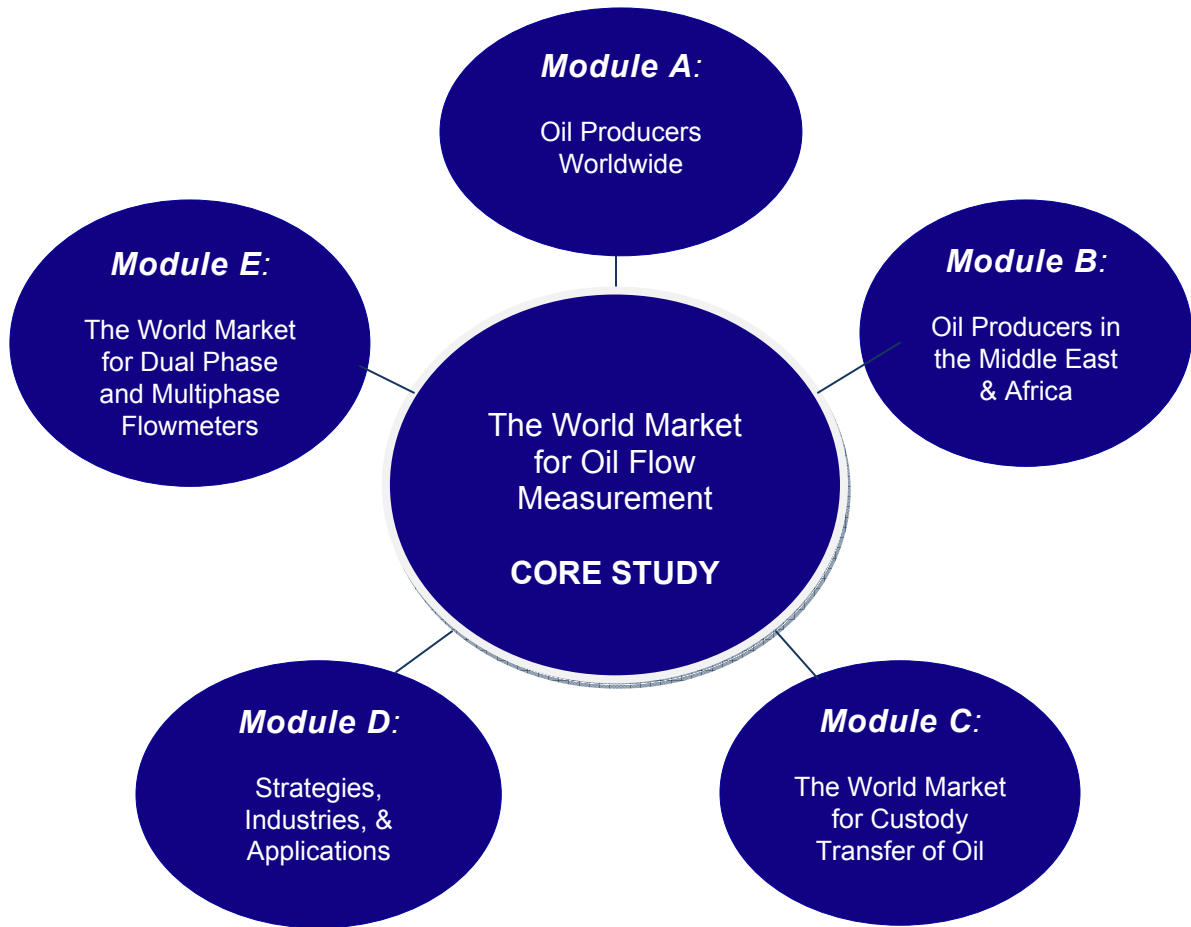 Module A:
Oil Producers
Worldwide
Module B:
Oil Producers in
the Middle East
& Africa
Module E:
The World Market
for Dual Phase
and Multiphase
Flowmeters
The World Market
for Oil Flow
Measurement
CORE STUDY
Module D:
Strategies,
Industries, &
Applications
Module C:
The World Market
for Custody
Transfer of Oil